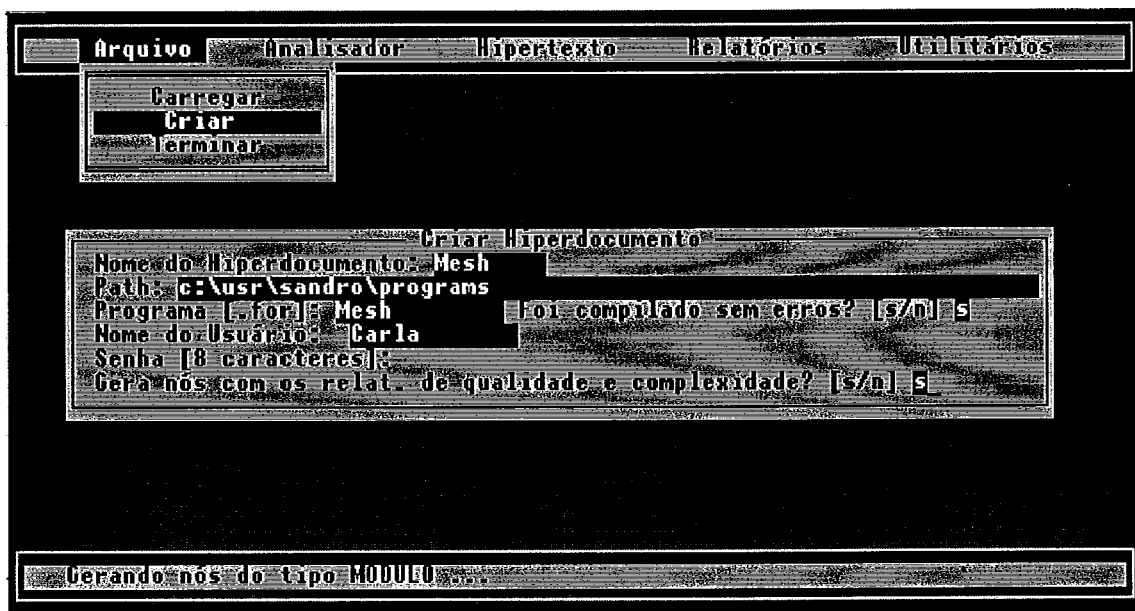 Arquivo Analisador Hipertexto Relatórios Utilitários
Carregar
Criar
Terminar
Criar Hiperdocumento
Nome do Hiperdocumento: Mesh
Path: c:\usr\sandro\programs
Programa [.for]: Mesh Foi compilado sem erros? [s/n] s
Nome do Usuário: Carla
Senha [8 caracteres]:
Gera nós com os relat. de qualidade e complexidade? [s/n] s
Gerando nós do tipo MODULO ...